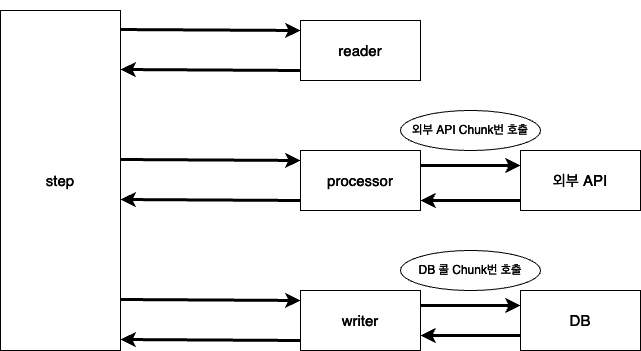 reader
외부 API Chunk번 호출
step
processor
외부 API
DB 콜 Chunk번 호출
writer
DB